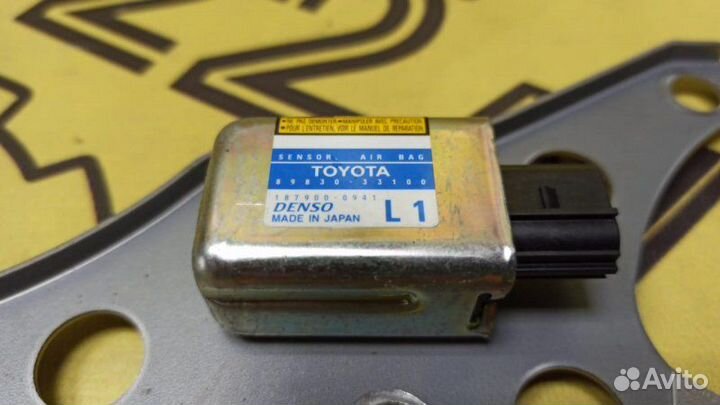 •NE PAS DEMONTER •MANIPULER AVEC PRECAUTION
•POUR L'ENTRETIEN, VOIR LE MANUEL DE REPARATION
SENSOR, AIR BAG
TOYOTA
89830-33100
187900-0941
DENSO
MADE IN JAPAN
L1
Avito